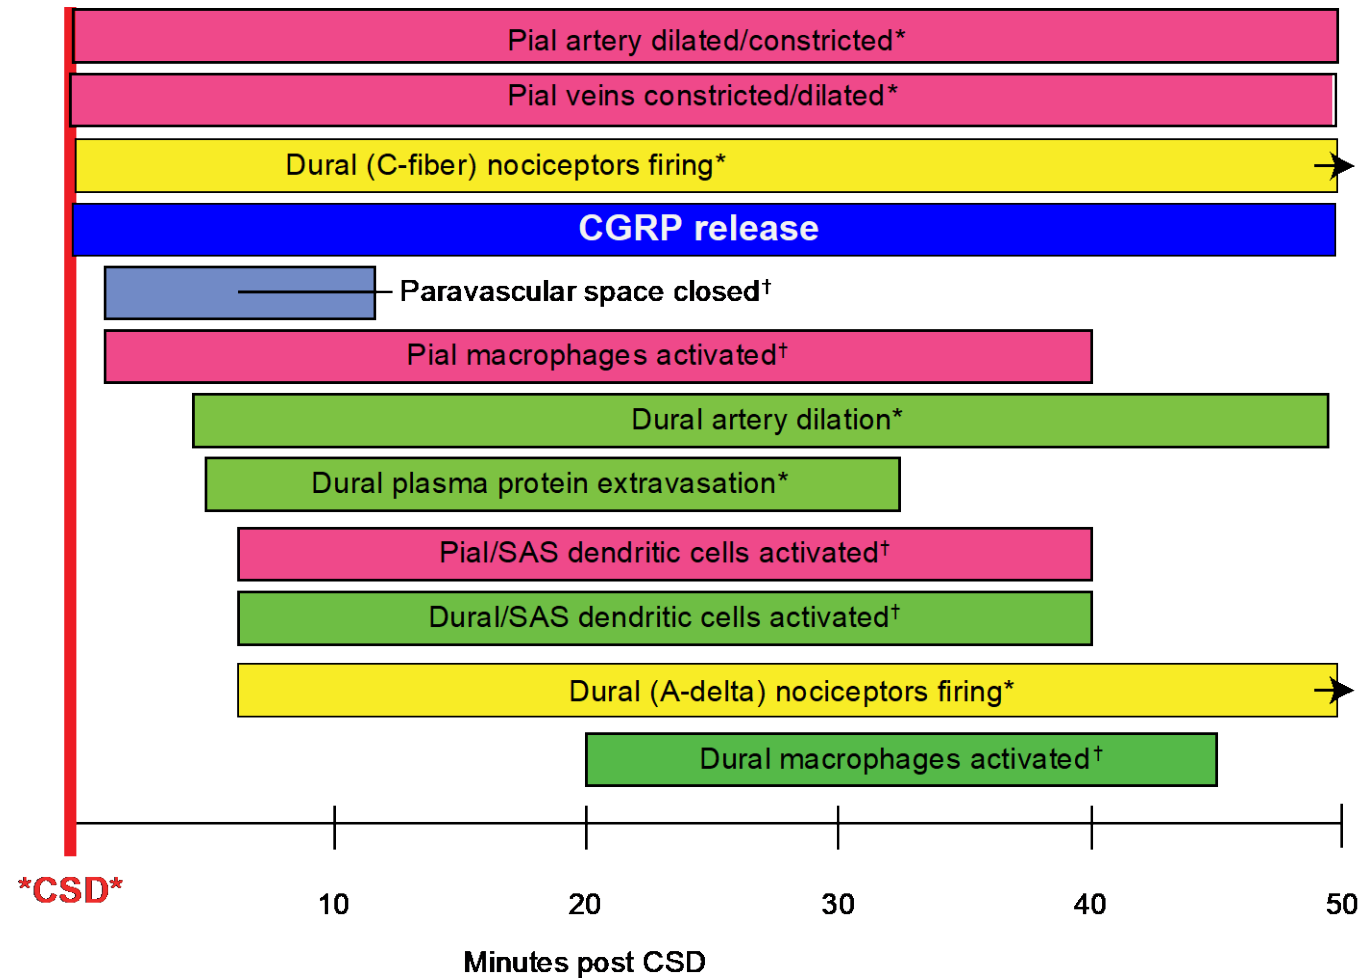 Pial artery dilated/constricted*
Pial veins constricted/dilated*
Dural (C-fiber) nociceptors firing*
CGRP release
Paravascular space closed†
Pial macrophages activated†
Dural artery dilation*
Dural plasma protein extravasation*
Pial/SAS dendritic cells activated†
Dural/SAS dendritic cells activated†
Dural (A-delta) nociceptors firing*
Dural macrophages activated†
*CSD*
10 20 30 40 50
Minutes post CSD